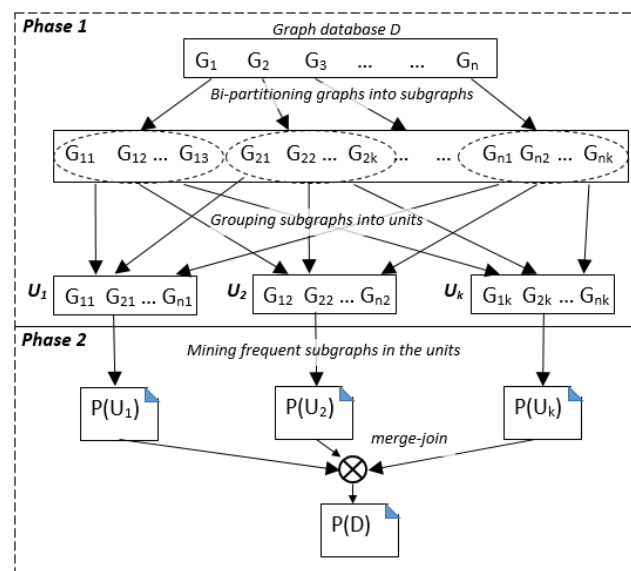 Phase 1
Graph database D
G₁ G₂ G₃ ... ... Gₙ
Bi-partitioning graphs into subgraphs
G₁₁ G₁₂ ... G₁₃ G₂₁ G₂₂ ... G₂ₖ ... ... Gₙ₁ Gₙ₂ ... Gₙₖ
Grouping subgraphs into units
U₁ G₁₁ G₂₁ ... Gₙ₁ U₂ G₁₂ G₂₂ ... Gₙ₂ Uₖ G₁ₖ G₂ₖ ... Gₙₖ
Phase 2
Mining frequent subgraphs in the units
P(U₁) P(U₂) P(Uₖ)
merge-join
P(D)